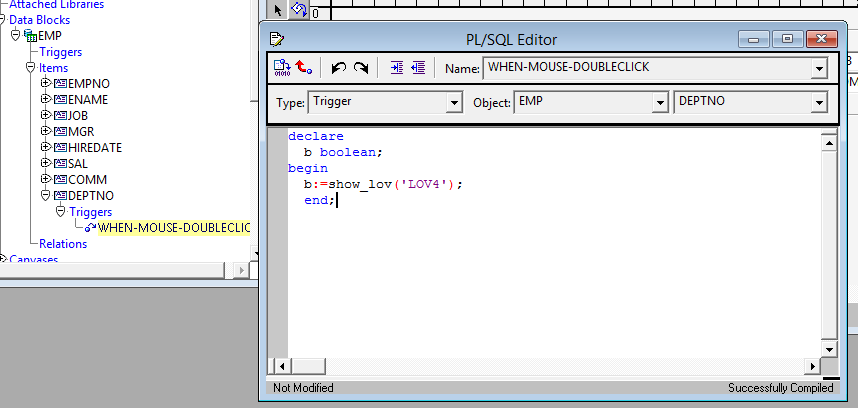 Attached Libraries
Data Blocks
EMP
Triggers
Items
EMPNO
ENAME
JOB
MGR
HIREDATE
SAL
COMM
DEPTNO
Triggers
WHEN-MOUSE-DOUBLECLIC
Relations
Canvases
0
PL/SQL Editor
Name: WHEN-MOUSE-DOUBLECLICK
Type: Trigger Object: EMP DEPTNO
declare
b boolean;
begin
b:=show_lov('LOV4');
end;
Not Modified Successfully Compiled